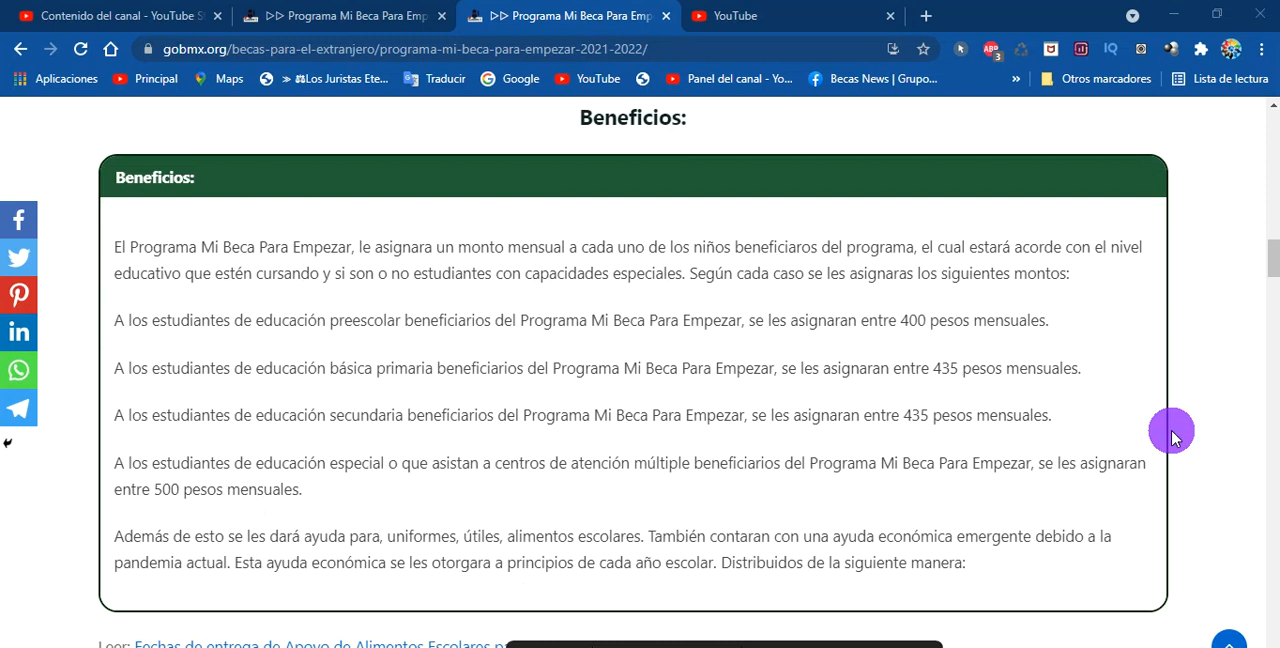 Contenido del canal - YouTube S
▷▷ Programa Mi Beca Para Emp
▷▷ Programa Mi Beca Para Emp
YouTube
gobmx.org/becas-para-el-extranjero/programa-mi-beca-para-empezar-2021-2022/
ABP
3
IQ
Aplicaciones
Principal
Maps
» ⚖Los Juristas Ete...
Traducir
Google
YouTube
Panel del canal - Yo...
Becas News | Grupo...
»
Otros marcadores
Lista de lectura
Beneficios:
Beneficios:
El Programa Mi Beca Para Empezar, le asignara un monto mensual a cada uno de los niños beneficiaros del programa, el cual estará acorde con el nivel
educativo que estén cursando y si son o no estudiantes con capacidades especiales. Según cada caso se les asignaras los siguientes montos:
A los estudiantes de educación preescolar beneficiarios del Programa Mi Beca Para Empezar, se les asignaran entre 400 pesos mensuales.
A los estudiantes de educación básica primaria beneficiarios del Programa Mi Beca Para Empezar, se les asignaran entre 435 pesos mensuales.
A los estudiantes de educación secundaria beneficiarios del Programa Mi Beca Para Empezar, se les asignaran entre 435 pesos mensuales.
A los estudiantes de educación especial o que asistan a centros de atención múltiple beneficiarios del Programa Mi Beca Para Empezar, se les asignaran
entre 500 pesos mensuales.
Además de esto se les dará ayuda para, uniformes, útiles, alimentos escolares. También contaran con una ayuda económica emergente debido a la
pandemia actual. Esta ayuda económica se les otorgara a principios de cada año escolar. Distribuidos de la siguiente manera:
Leer: Fechas de entrega de Apoyo de Alimentos Escolares p